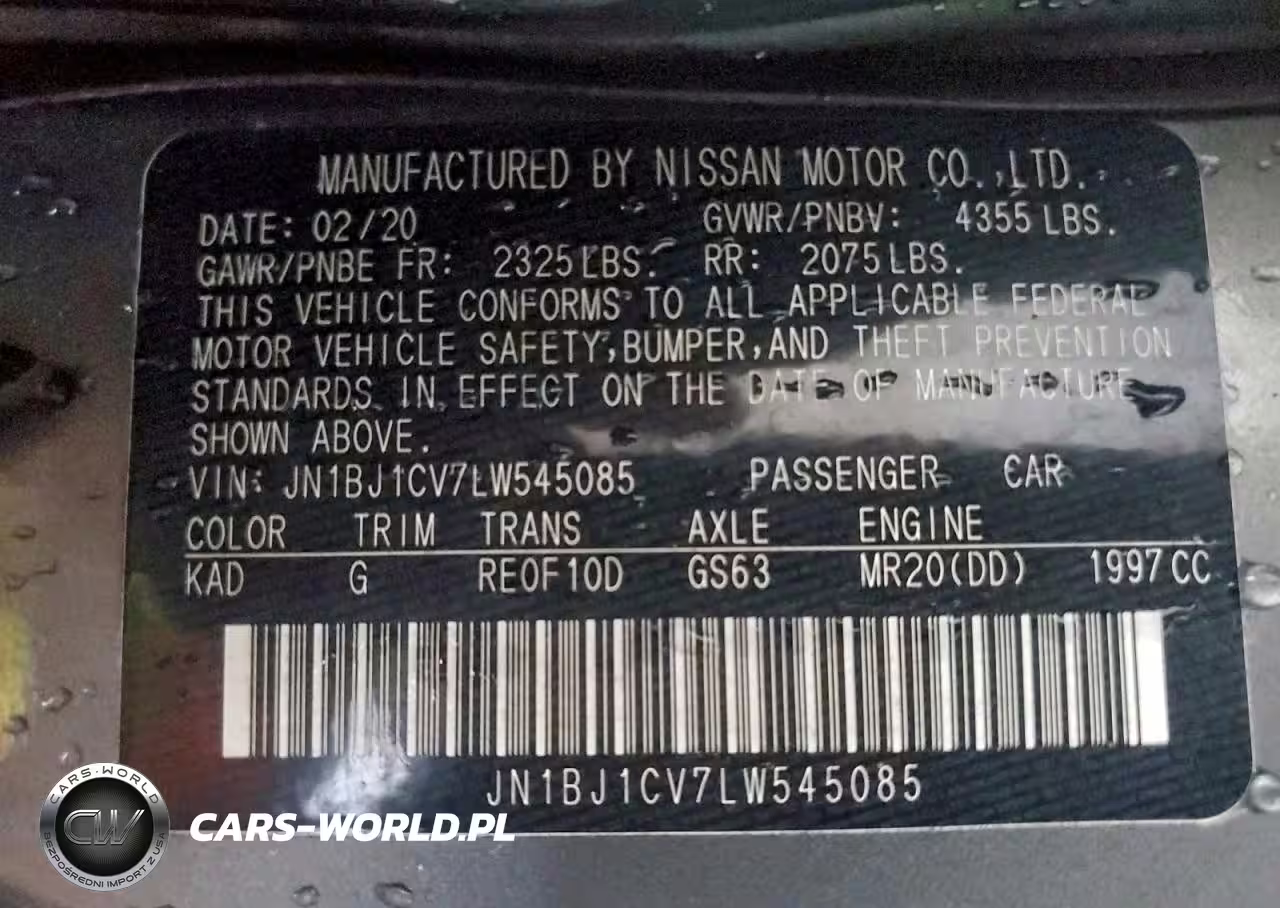 MANUFACTURED BY NISSAN MOTOR CO.,LTD.
DATE: 02/20 GVWR/PNBV: 4355 LBS.
GAWR/PNBE FR: 2325 LBS. RR: 2075 LBS.
THIS VEHICLE CONFORMS TO ALL APPLICABLE FEDERAL
MOTOR VEHICLE SAFETY,BUMPER,AND THEFT PREVENTION
STANDARDS IN EFFECT ON THE DATE OF MANUFACTURE
SHOWN ABOVE.
VIN: JN1BJ1CV7LW545085 PASSENGER CAR
COLOR TRIM TRANS AXLE ENGINE
KAD G RE0F10D GS63 MR20(DD) 1997 CC
JN1BJ1CV7LW545085
CARS-WORLD
CW
BEZPOŚREDNI IMPORT Z USA
CARS-WORLD.PL